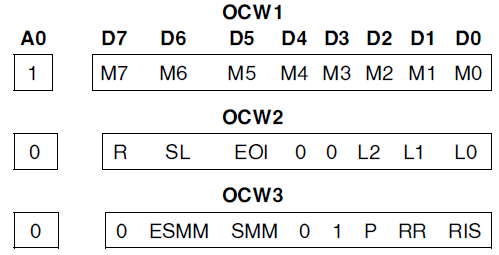 OCW1
A0 D7 D6 D5 D4 D3 D2 D1 D0
1 M7 M6 M5 M4 M3 M2 M1 M0
OCW2
0 R SL EOI 0 0 L2 L1 L0
OCW3
0 0 ESMM SMM 0 1 P RR RIS